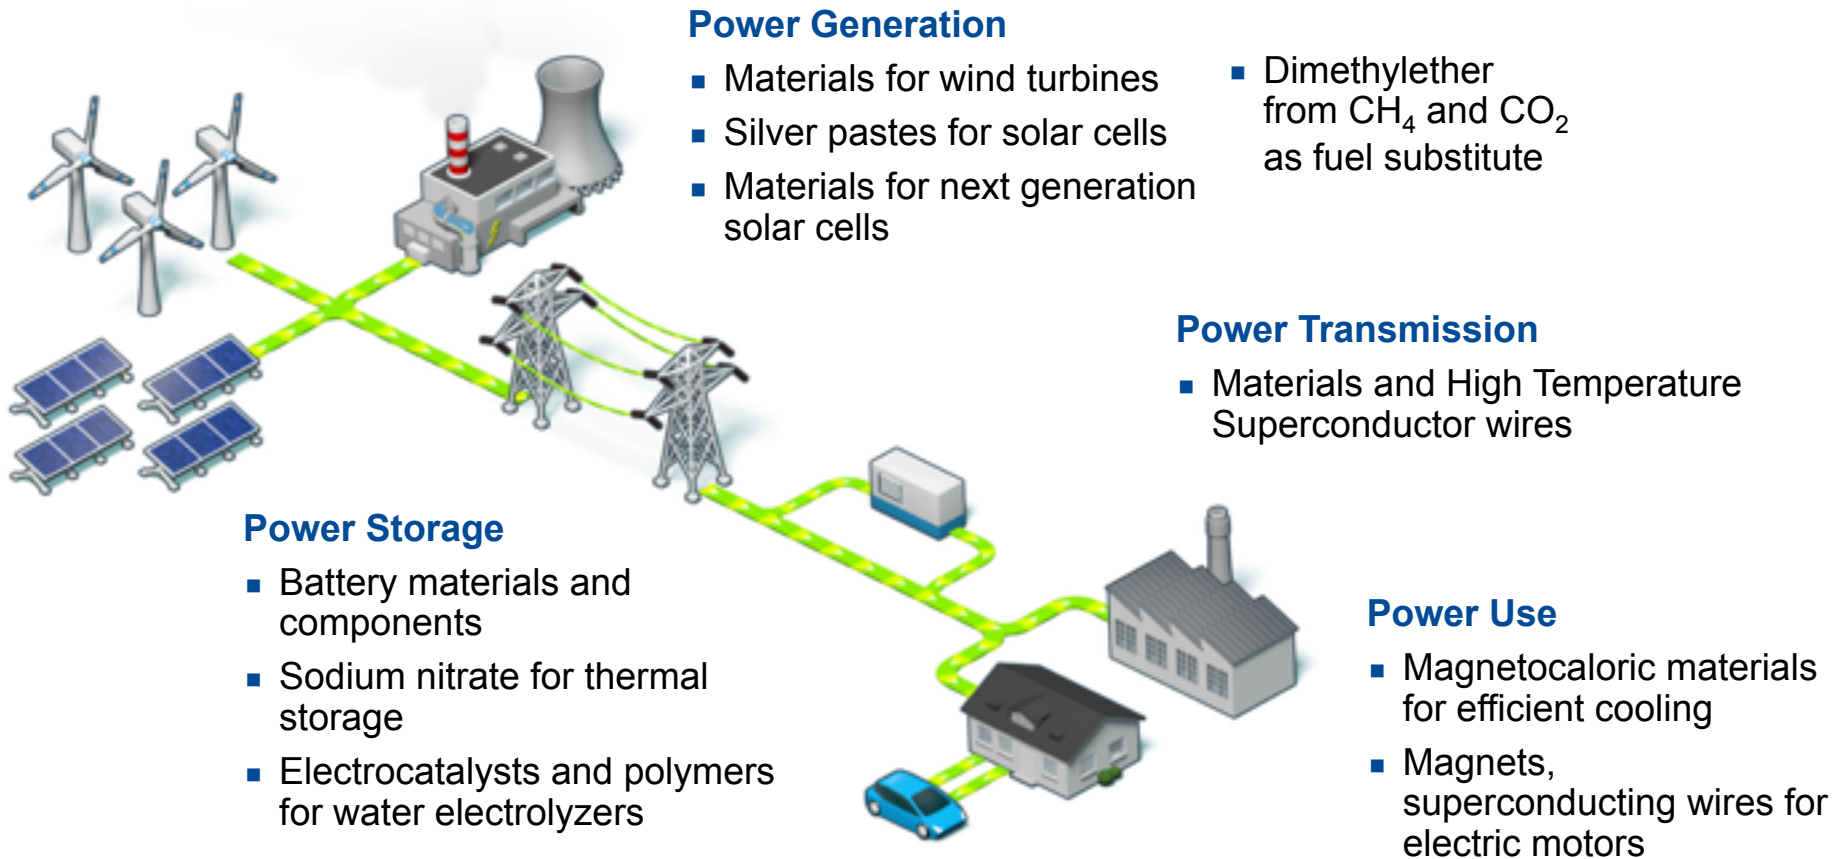 Power Generation
▪ Materials for wind turbines
▪ Silver pastes for solar cells
▪ Materials for next generation
solar cells
▪ Dimethylether
from CH₄ and CO₂
as fuel substitute
Power Transmission
▪ Materials and High Temperature
Superconductor wires
Power Storage
▪ Battery materials and
components
▪ Sodium nitrate for thermal
storage
▪ Electrocatalysts and polymers
for water electrolyzers
Power Use
▪ Magnetocaloric materials
for efficient cooling
▪ Magnets,
superconducting wires for
electric motors